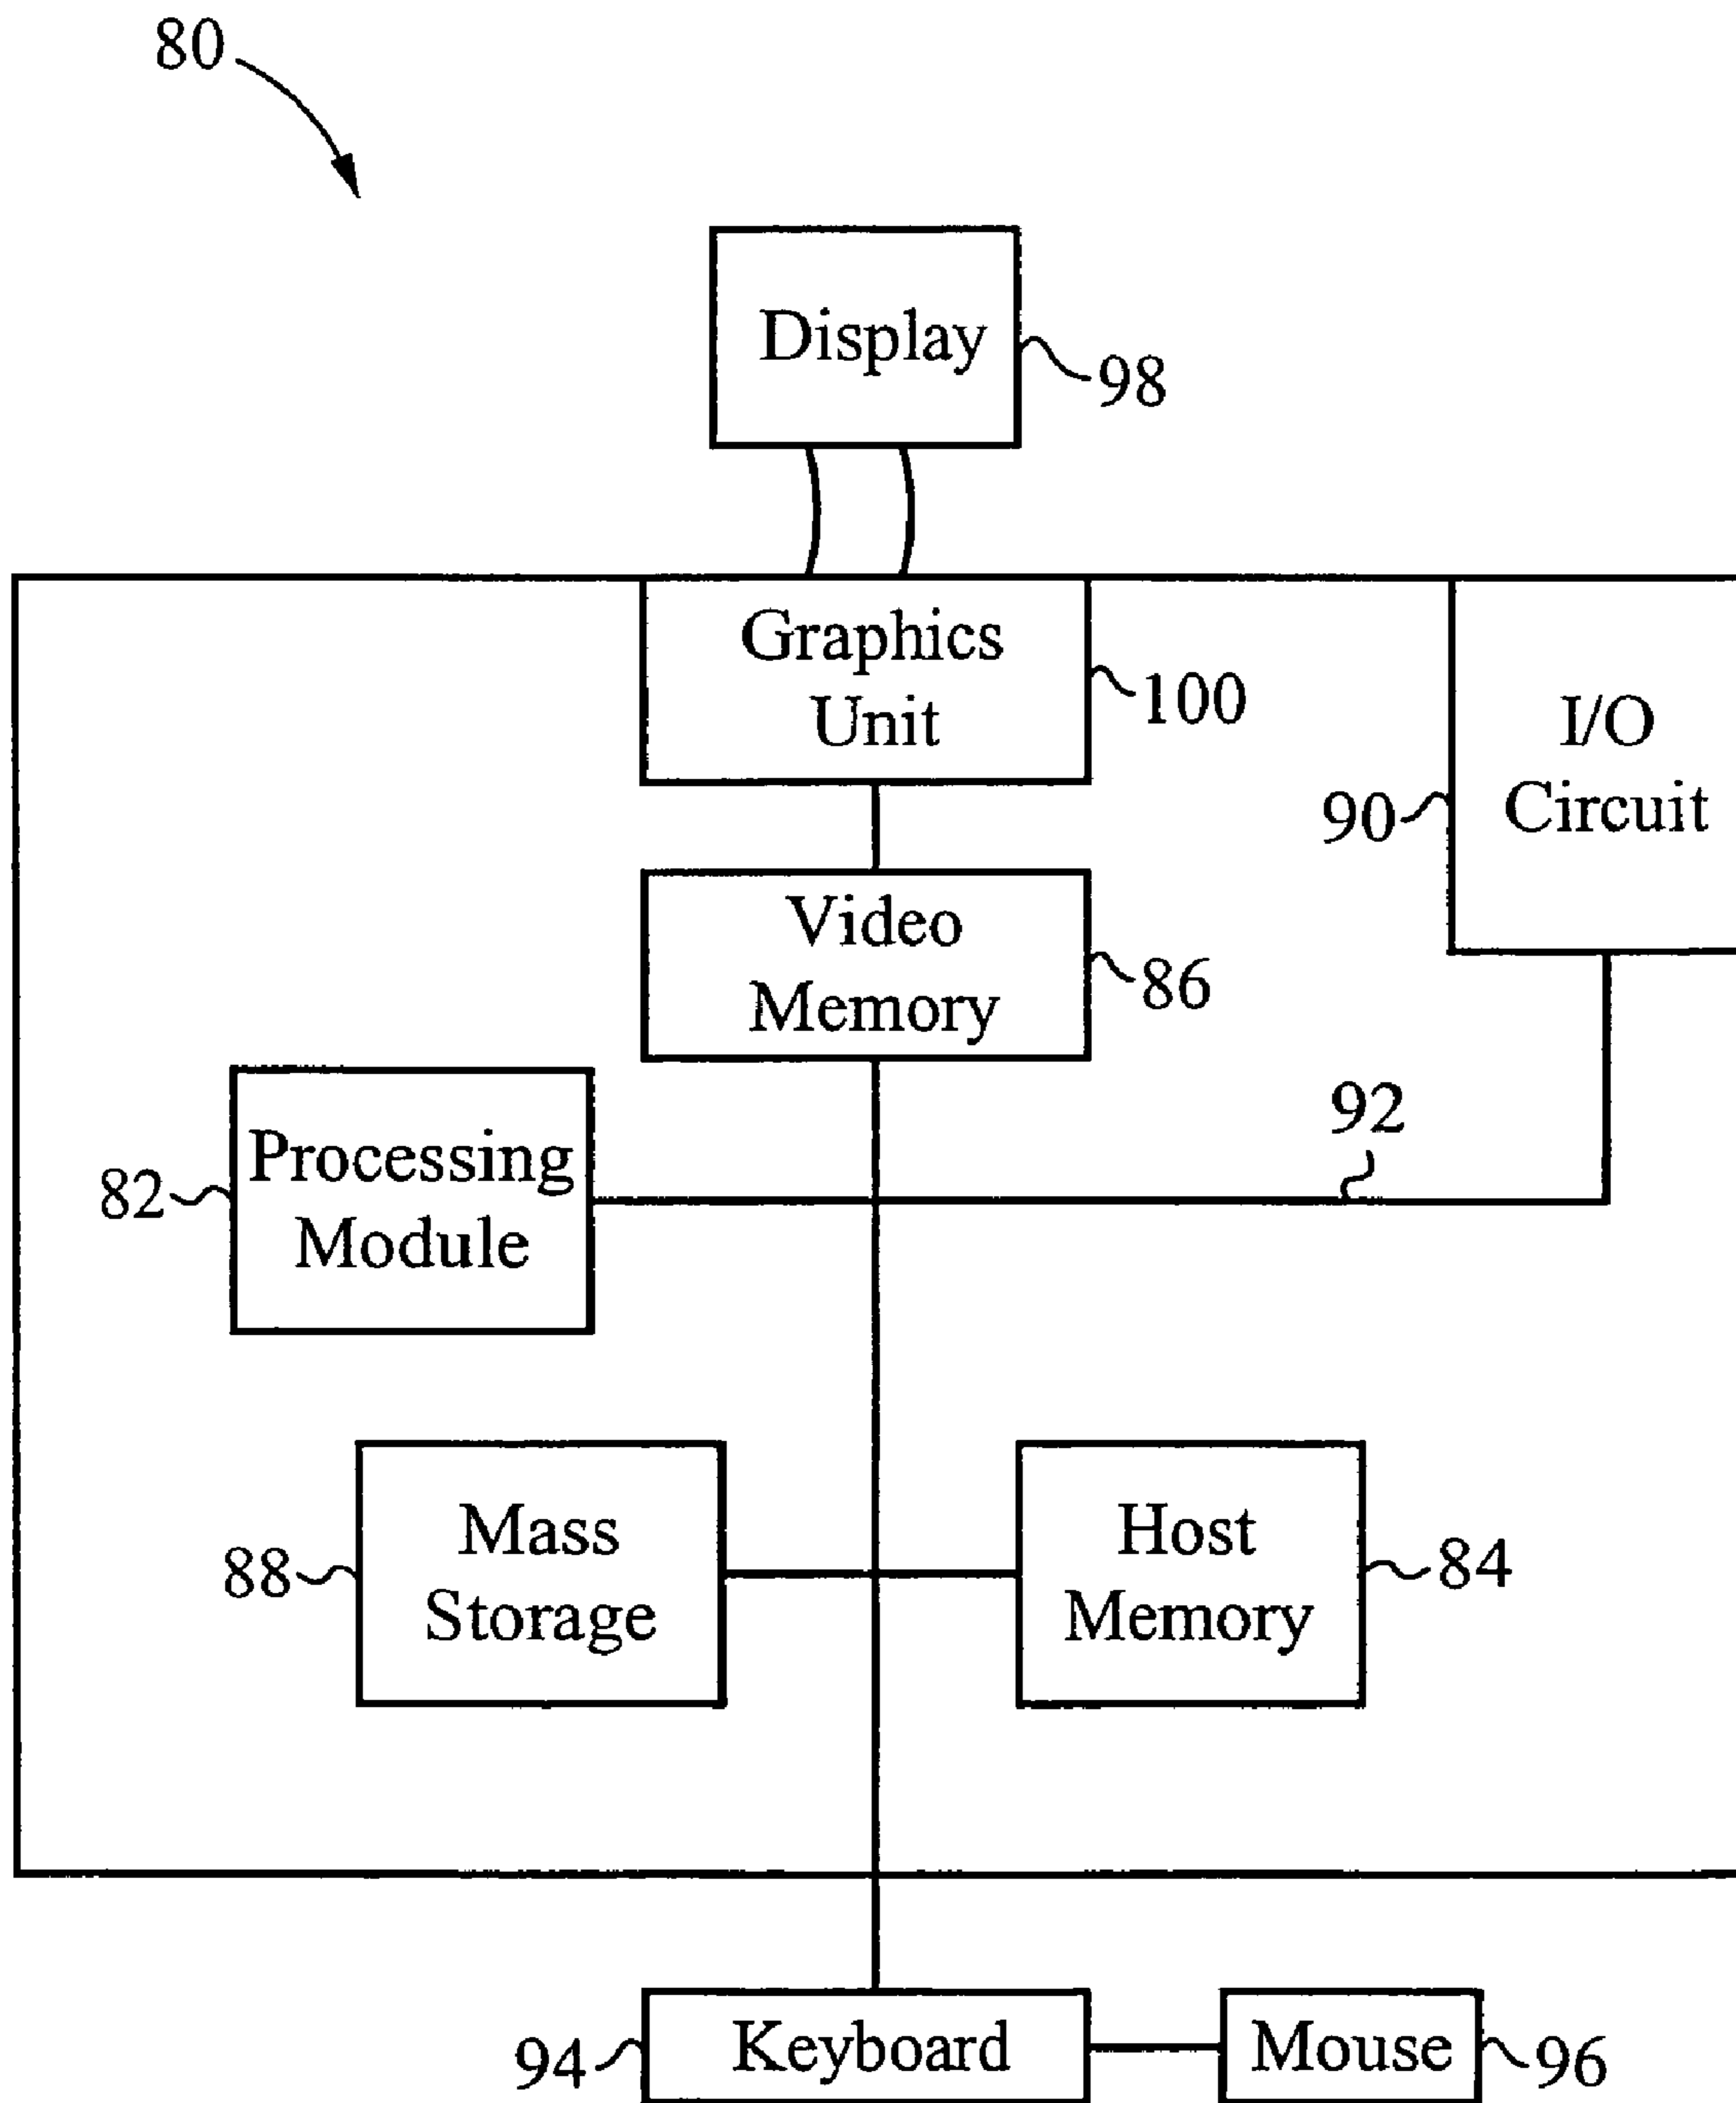 80
Display
98
Graphics
Unit
100
I/O
Circuit
90
Video
Memory
86
92
Processing
Module
82
Mass
Storage
88
Host
Memory
84
Keyboard
94
Mouse
96